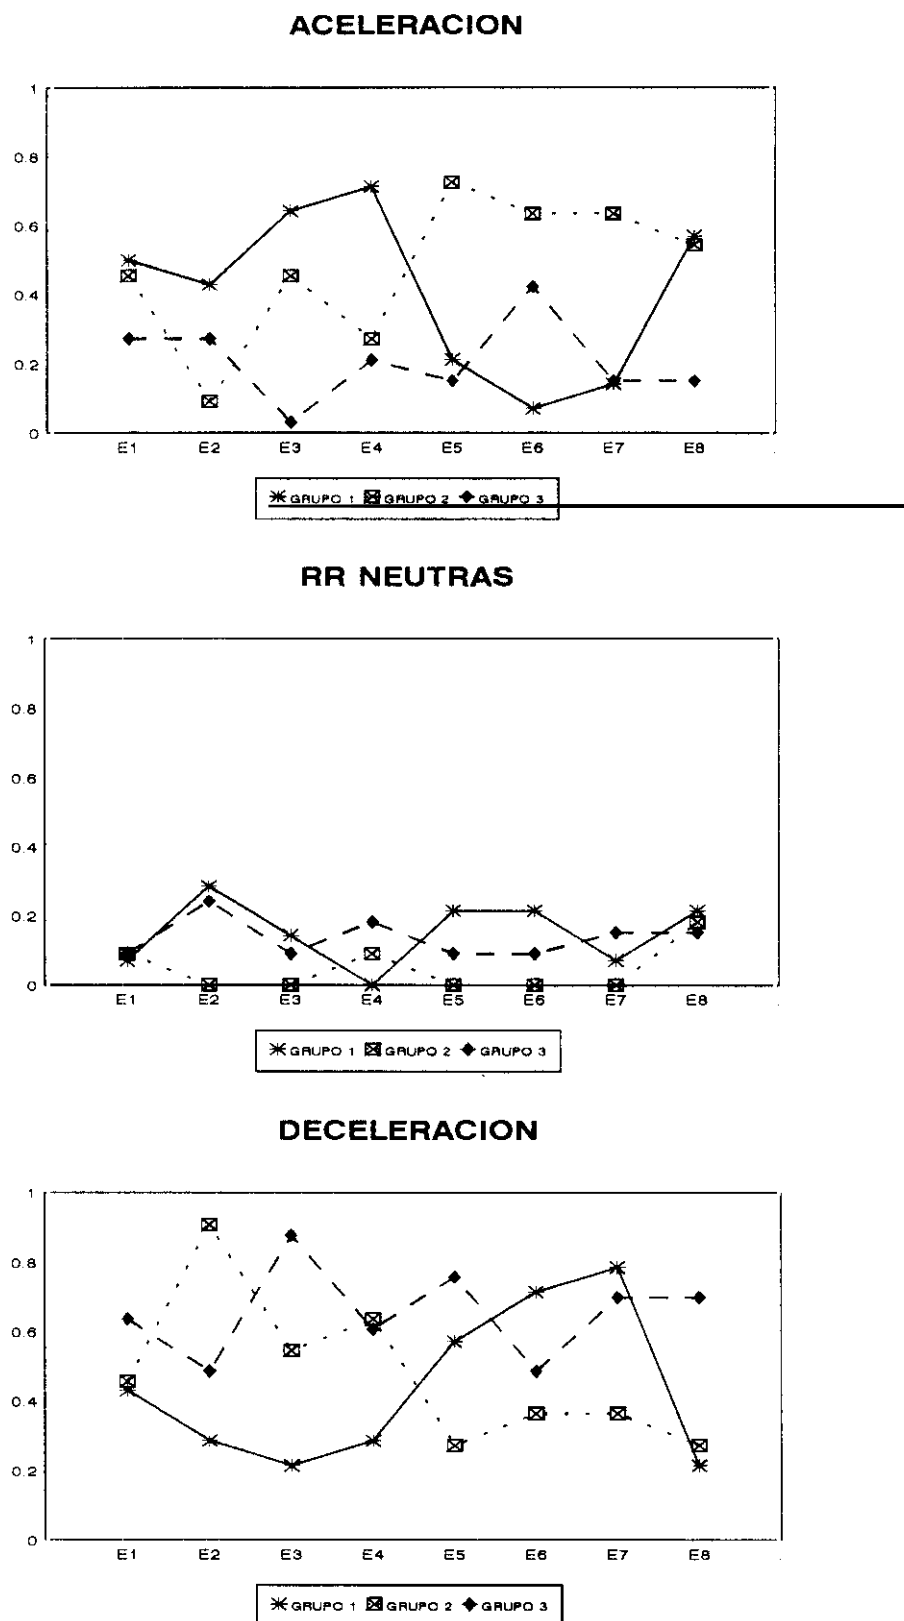 ACELERACION
1
0.8
0.6
0.4
0.2
0
E1 E2 E3 E4 E5 E6 E7 E8
GRUPO 1 GRUPO 2 GRUPO 3
RR NEUTRAS
1
0.8
0.6
0.4
0.2
0
E1 E2 E3 E4 E5 E6 E7 E8
GRUPO 1 GRUPO 2 GRUPO 3
DECELERACION
1
0.8
0.6
0.4
0.2
0
E1 E2 E3 E4 E5 E6 E7 E8
GRUPO 1 GRUPO 2 GRUPO 3